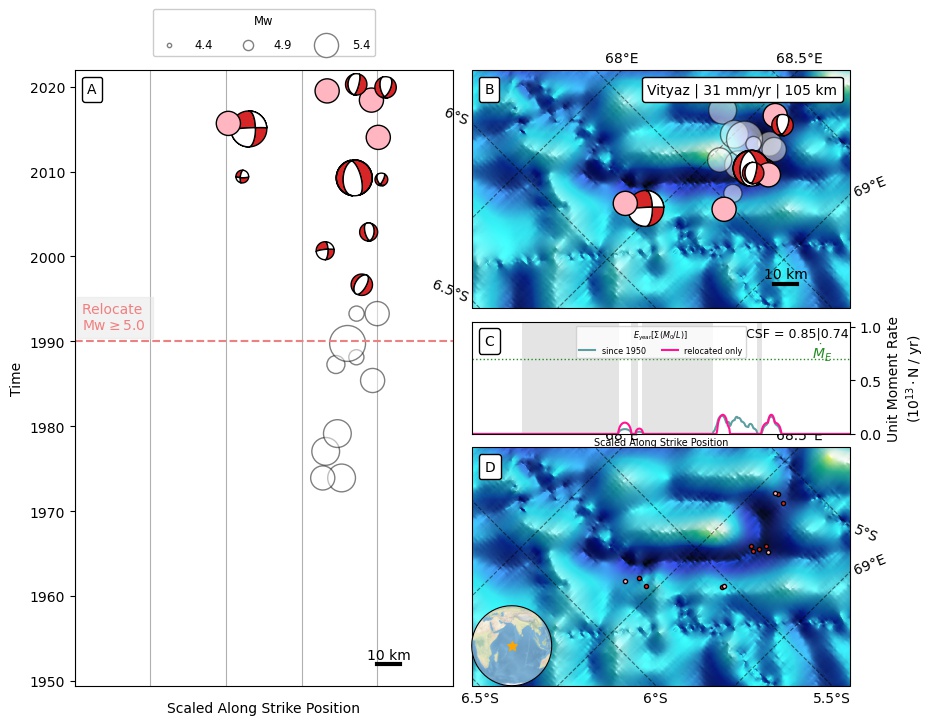 Mw
4.4 4.9 5.4
A
2020
2010
2000
1990
1980
1970
1960
1950
Time
Relocate
Mw ≥ 5.0
10 km
Scaled Along Strike Position
68°E 68.5°E
B
Vityaz | 31 mm/yr | 105 km
6°S
6.5°S
69°E
10 km
C
E_year[Σ(M_0/L)]
since 1950 relocated only
CSF = 0.85|0.74
M_E
1.0
0.5
0.0
Unit Moment Rate
(10^13 · N / yr)
Scaled Along Strike Position
68°E 68.5°E
D
5°S
69°E
6.5°S 6°S 5.5°S